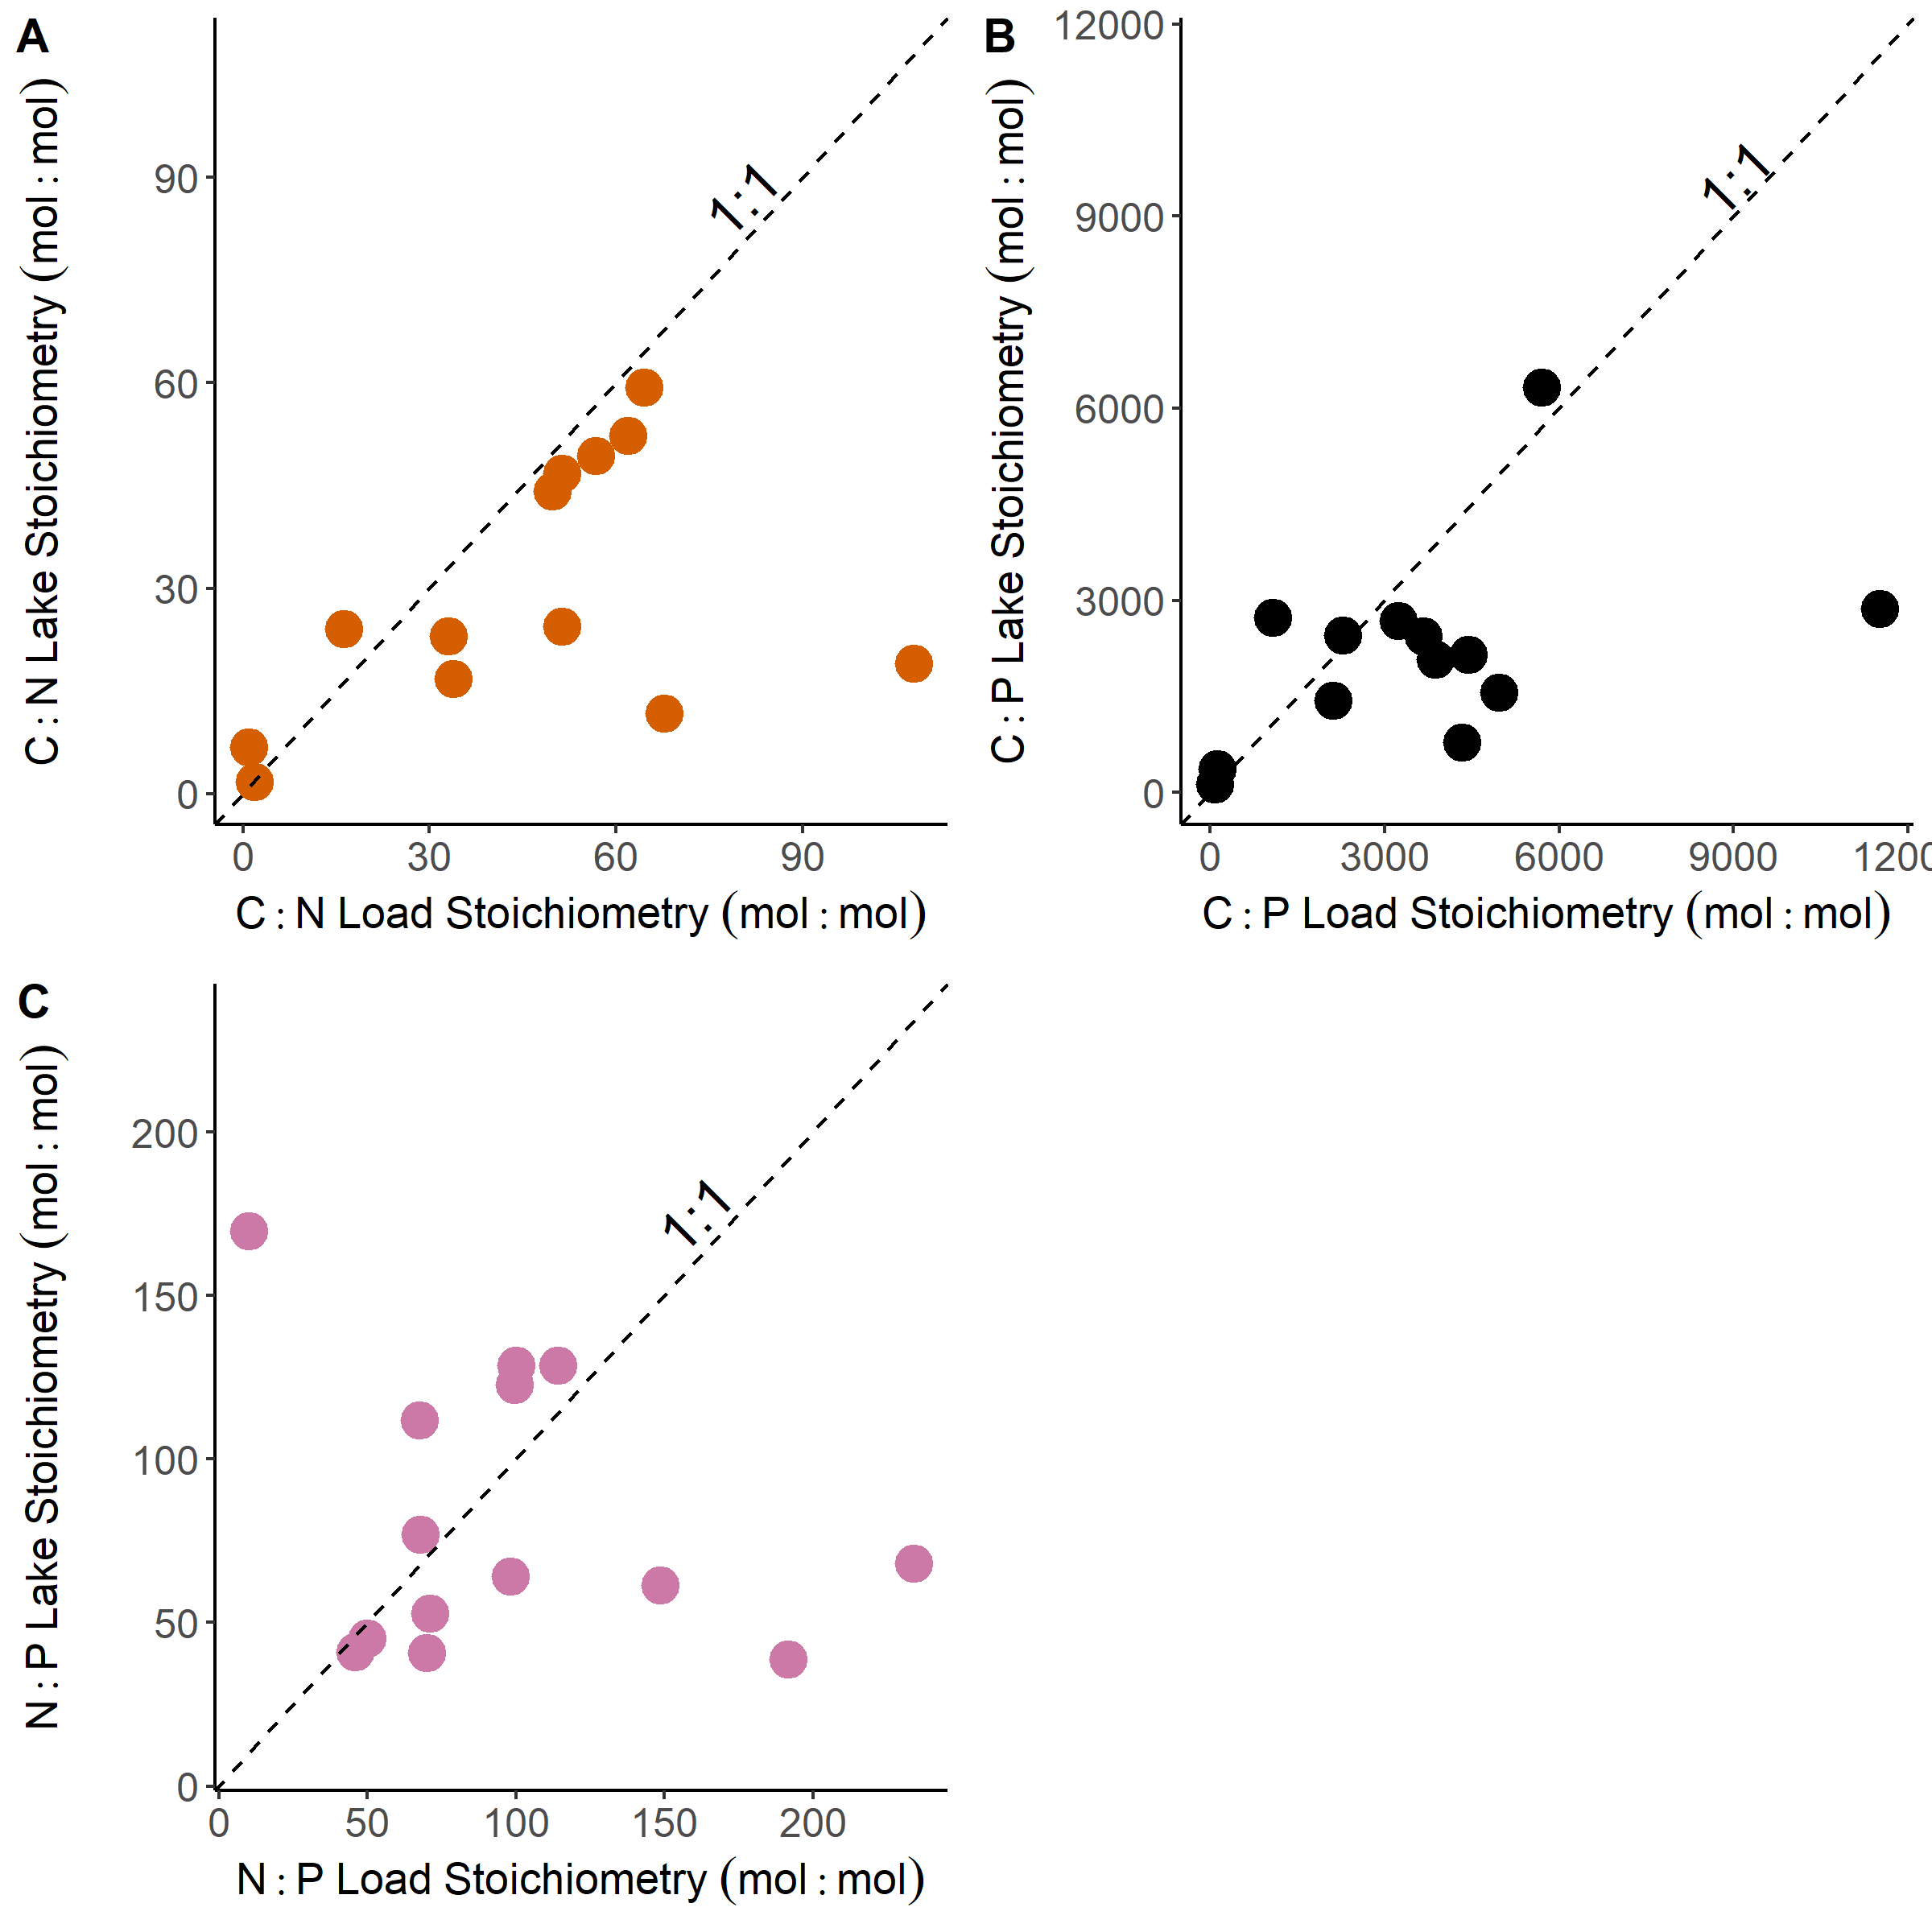 A
C : N Lake Stoichiometry (mol : mol)
90
60
30
0
1:1
0 30 60 90
C : N Load Stoichiometry (mol : mol)
B
C : P Lake Stoichiometry (mol : mol)
12000
9000
6000
3000
0
1:1
0 3000 6000 9000 1200
C : P Load Stoichiometry (mol : mol)
C
N : P Lake Stoichiometry (mol : mol)
200
150
100
50
0
1:1
0 50 100 150 200
N : P Load Stoichiometry (mol : mol)